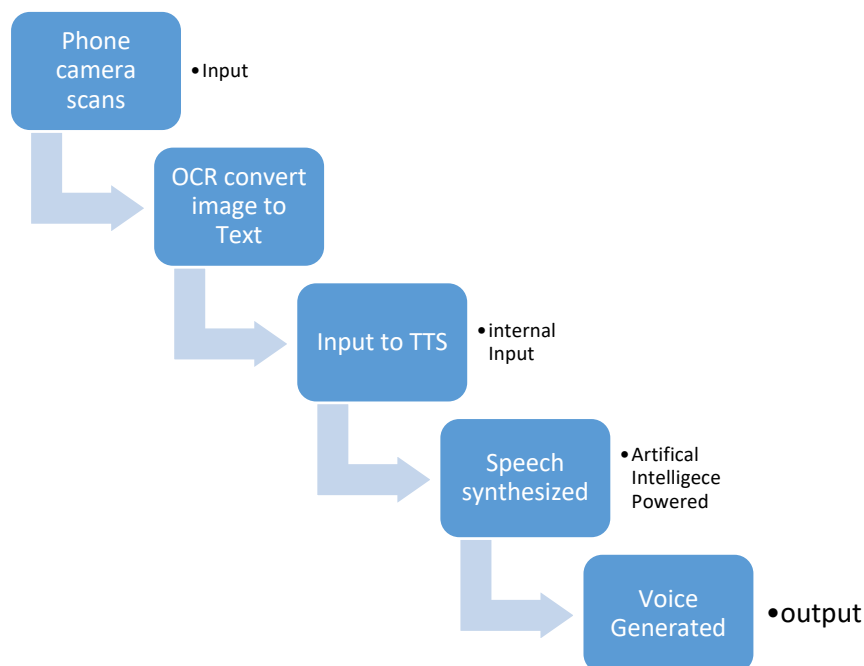 Phone
camera
scans
•Input
OCR convert
image to
Text
Input to TTS
•internal
Input
Speech
synthesized
•Artifical
Intelligece
Powered
Voice
Generated
•output